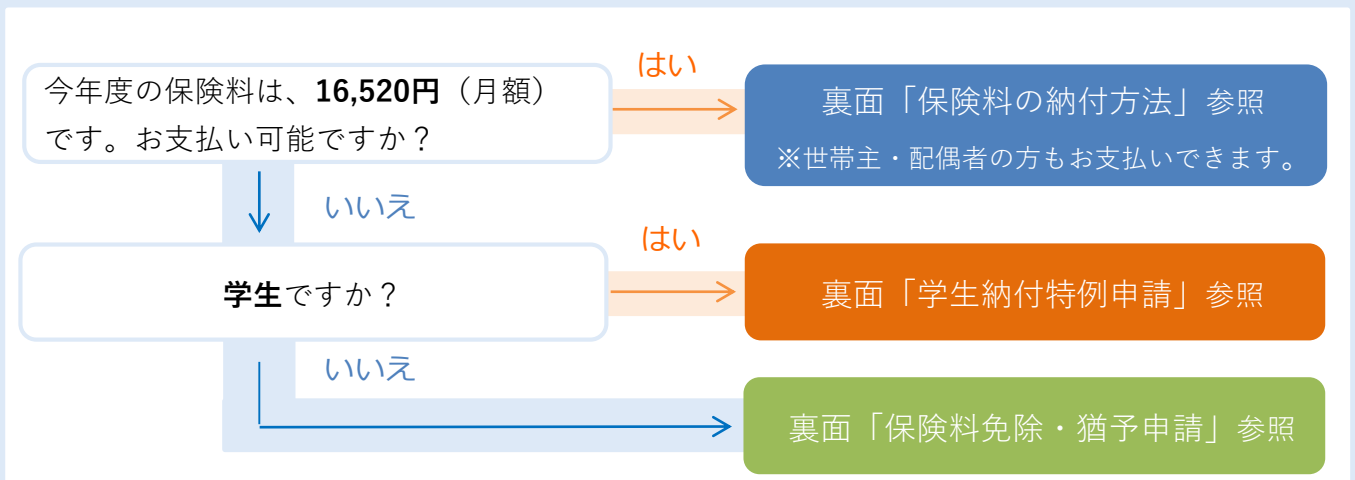 今年度の保険料は、16,520円（月額）
です。お支払い可能ですか？
はい
裏面「保険料の納付方法」参照
※世帯主・配偶者の方もお支払いできます。
いいえ
学生ですか？
はい
裏面「学生納付特例申請」参照
いいえ
裏面「保険料免除・猶予申請」参照